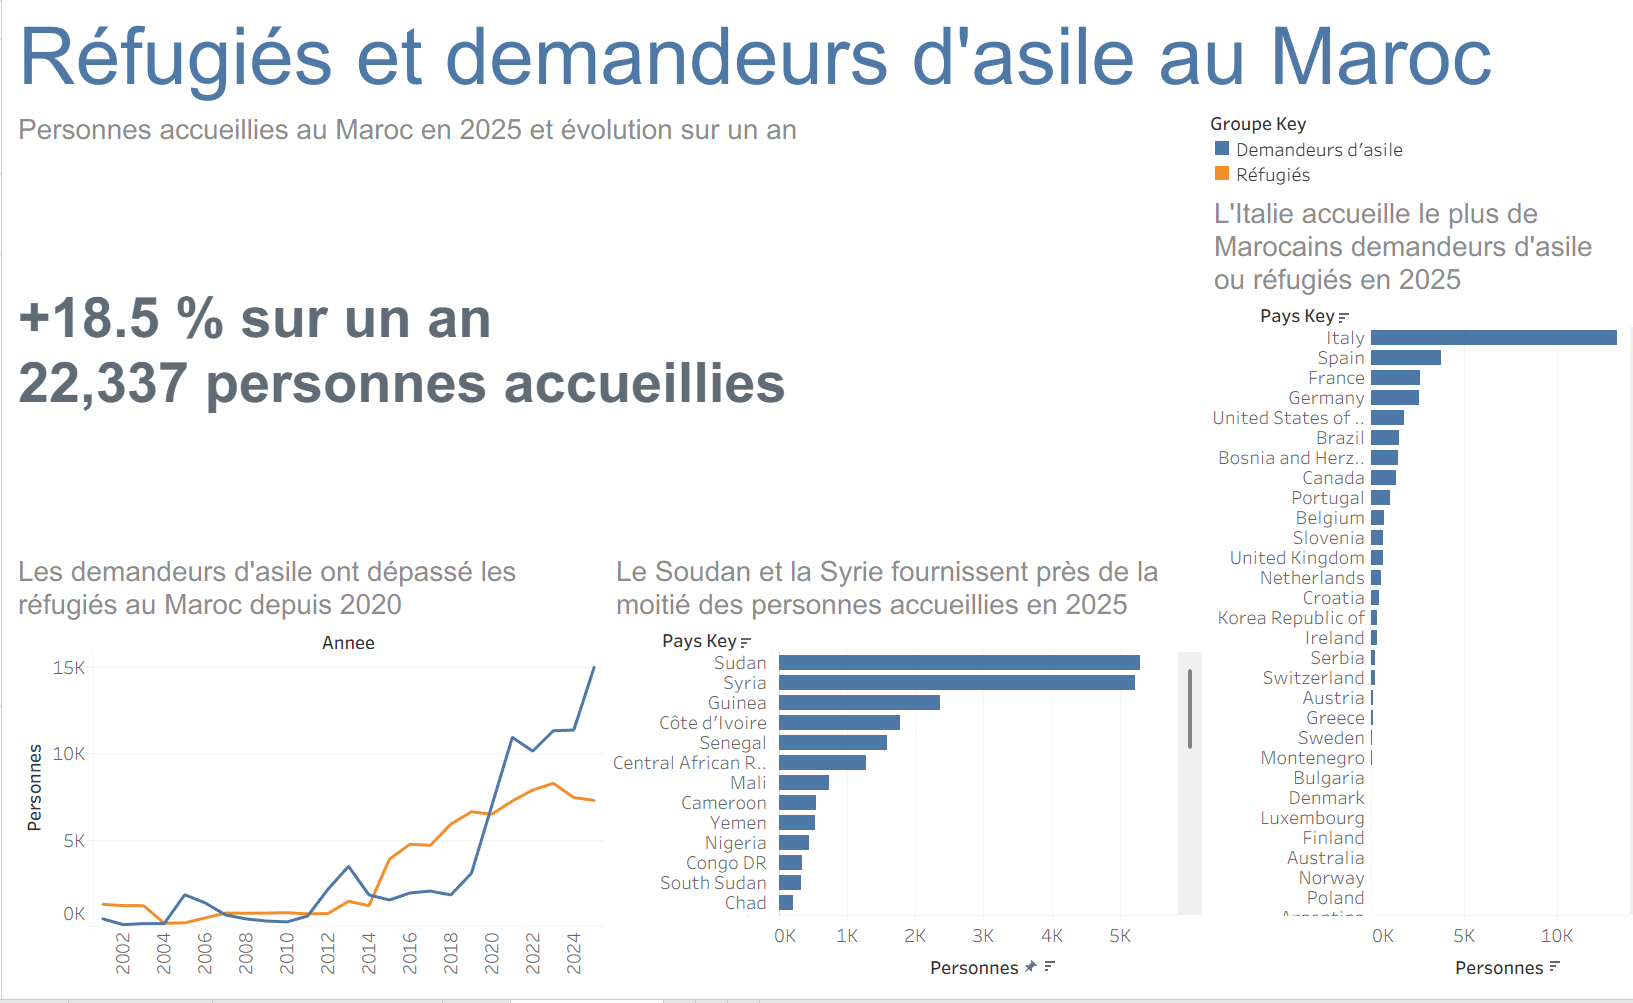 Réfugiés et demandeurs d'asile au Maroc
Personnes accueillies au Maroc en 2025 et évolution sur un an
+18.5 % sur un an
22,337 personnes accueillies
Groupe Key
Demandeurs d’asile
Réfugiés
L'Italie accueille le plus de
Marocains demandeurs d'asile
ou réfugiés en 2025
Pays Key
Italy
Spain
France
Germany
United States of ..
Brazil
Bosnia and Herz..
Canada
Portugal
Belgium
Slovenia
United Kingdom
Netherlands
Croatia
Korea Republic of
Ireland
Serbia
Switzerland
Austria
Greece
Sweden
Montenegro
Bulgaria
Denmark
Luxembourg
Finland
Australia
Norway
Poland
0K 5K 10K
Personnes
Les demandeurs d'asile ont dépassé les
réfugiés au Maroc depuis 2020
Annee
Personnes
15K
10K
5K
0K
2002 2004 2006 2008 2010 2012 2014 2016 2018 2020 2022 2024
Le Soudan et la Syrie fournissent près de la
moitié des personnes accueillies en 2025
Pays Key
Sudan
Syria
Guinea
Côte d’Ivoire
Senegal
Central African R..
Mali
Cameroon
Yemen
Nigeria
Congo DR
South Sudan
Chad
0K 1K 2K 3K 4K 5K
Personnes